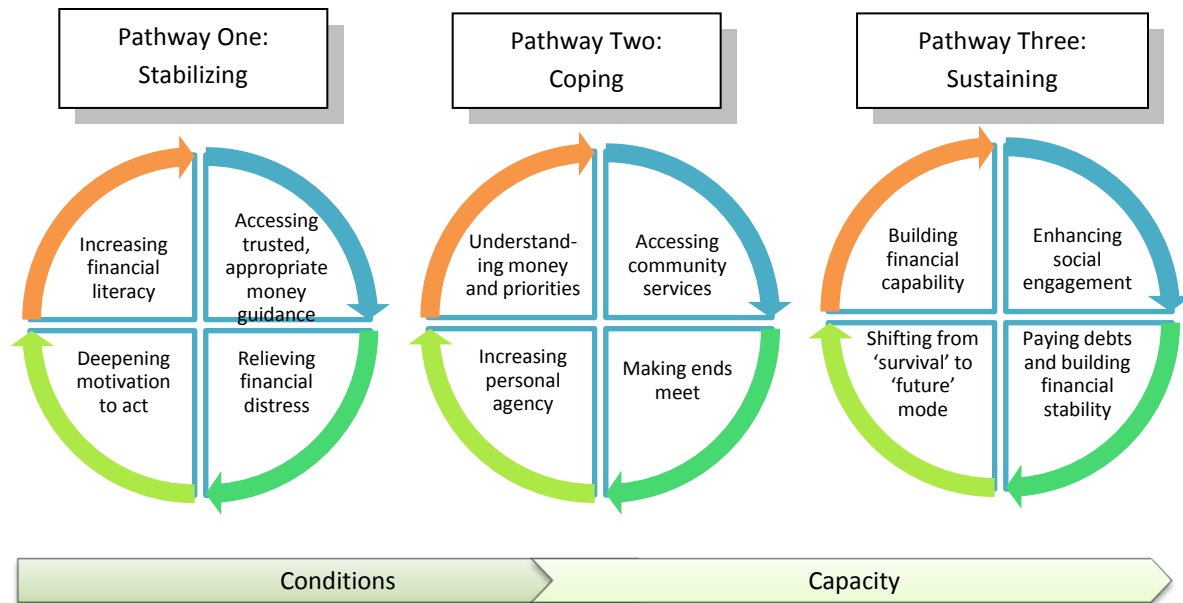 Pathway One:
Stabilizing
Pathway Two:
Coping
Pathway Three:
Sustaining
Increasing
financial
literacy
Accessing
trusted,
appropriate
money
guidance
Deepening
motivation
to act
Relieving
financial
distress
Understand-
ing money
and priorities
Accessing
community
services
Increasing
personal
agency
Making ends
meet
Building
financial
capability
Enhancing
social
engagement
Shifting from
‘survival’ to
‘future’
mode
Paying debts
and building
financial
stability
Conditions
Capacity